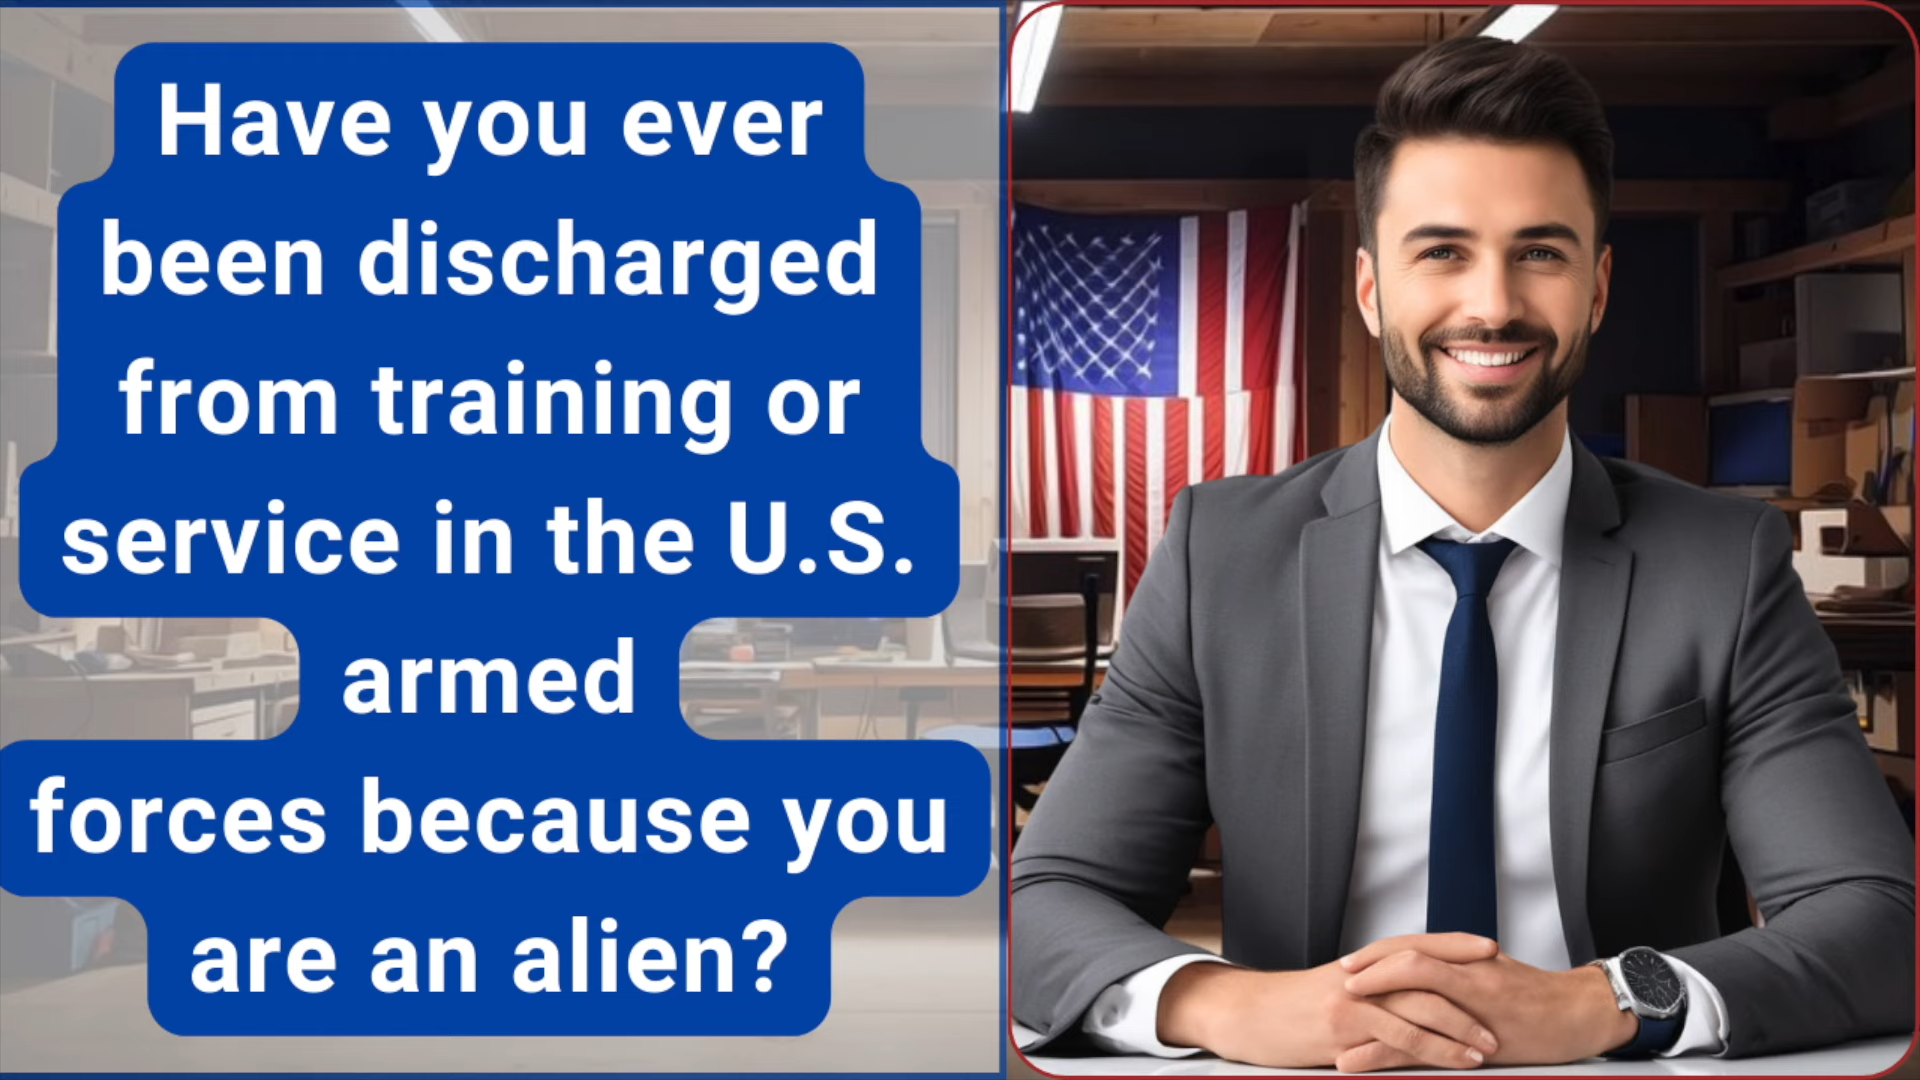 Have you ever
been discharged
from training or
service in the U.S.
armed
forces because you
are an alien?